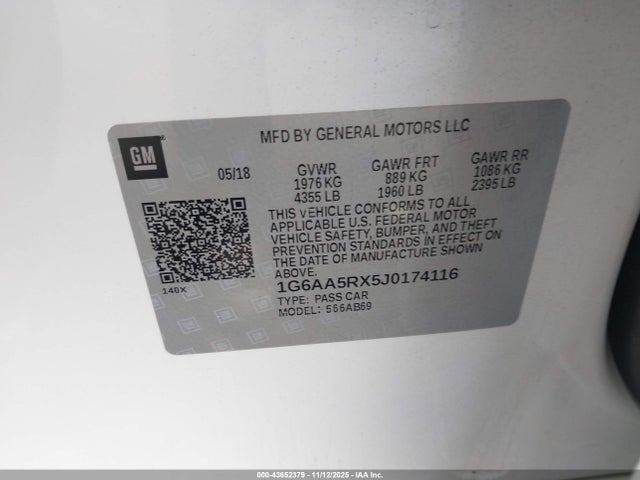 MFD BY GENERAL MOTORS LLC
GM
05/18
GVWR
1976 KG
4355 LB
GAWR FRT
889 KG
1960 LB
GAWR RR
1086 KG
2395 LB
THIS VEHICLE CONFORMS TO ALL
APPLICABLE U.S. FEDERAL MOTOR
VEHICLE SAFETY, BUMPER, AND THEFT
PREVENTION STANDARDS IN EFFECT ON
THE DATE OF MANUFACTURE SHOWN
ABOVE.
140X
1G6AA5RX5J0174116
TYPE: PASS CAR
MODEL: 566AB69
000-43652379 - 11/12/2025 - IAA Inc.